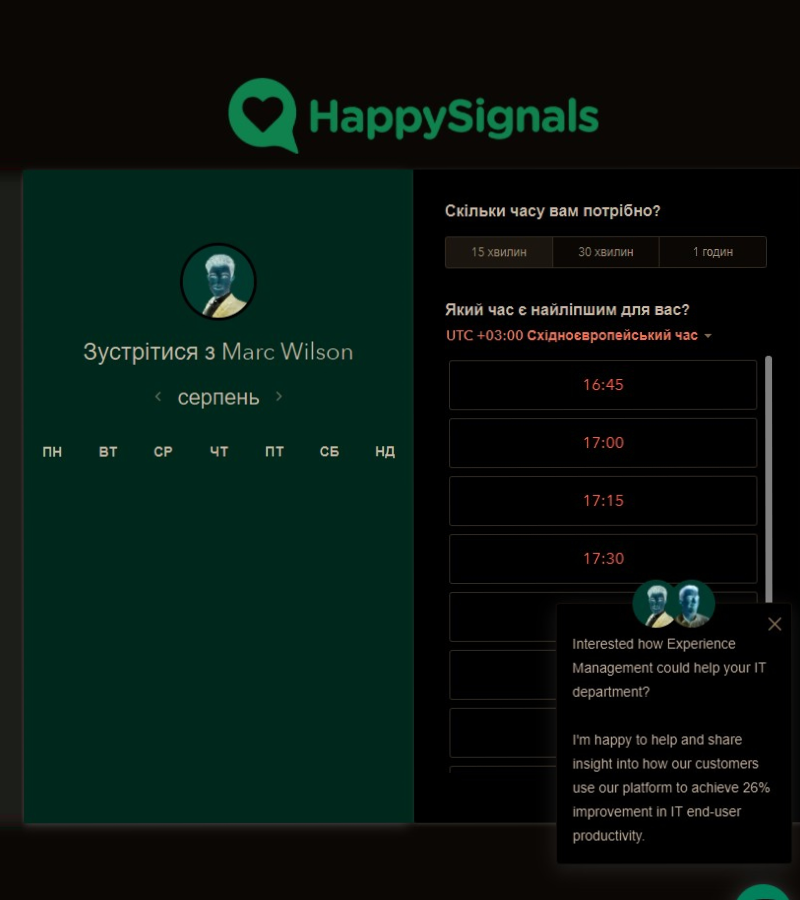 HappySignals
Зустрітися з Marc Wilson
серпень
ПН ВТ СР ЧТ ПТ СБ НД
Скільки часу вам потрібно?
15 хвилин 30 хвилин 1 годин
Який час є найліпшим для вас?
UTC +03:00 Східноєвропейський час
16:45
17:00
17:15
17:30
Interested how Experience
Management could help your IT
department?
I'm happy to help and share
insight into how our customers
use our platform to achieve 26%
improvement in IT end-user
productivity.